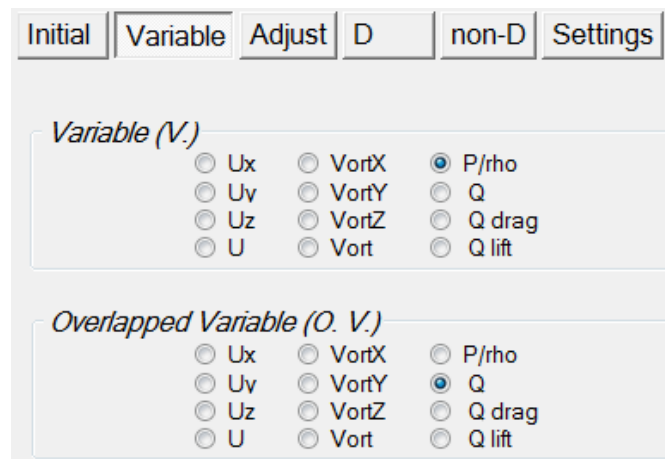 Initial Variable Adjust D non-D Settings
Variable (V.)
Ux VortX P/rho
Uy VortY Q
Uz VortZ Q drag
U Vort Q lift
Overlapped Variable (O. V.)
Ux VortX P/rho
Uy VortY Q
Uz VortZ Q drag
U Vort Q lift